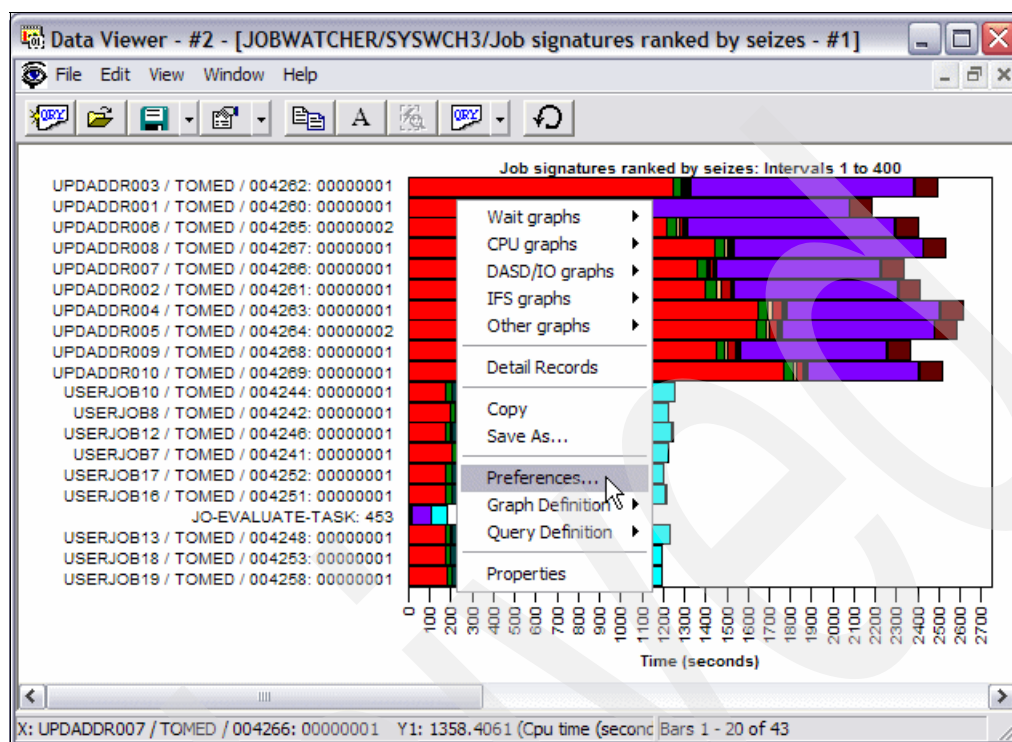 Data Viewer - #2 - [JOBWATCHER/SYSWCH3/Job signatures ranked by seizes - #1]
File Edit View Window Help
QRY A QRY
Job signatures ranked by seizes: Intervals 1 to 400
UPDADDR003 / TOMED / 004262: 00000001
UPDADDR001 / TOMED / 004260: 00000001
UPDADDR006 / TOMED / 004265: 00000002
UPDADDR008 / TOMED / 004267: 00000001
UPDADDR007 / TOMED / 004266: 00000001
UPDADDR002 / TOMED / 004261: 00000001
UPDADDR004 / TOMED / 004263: 00000001
UPDADDR005 / TOMED / 004264: 00000002
UPDADDR009 / TOMED / 004268: 00000001
UPDADDR010 / TOMED / 004269: 00000001
USERJOB10 / TOMED / 004244: 00000001
USERJOB8 / TOMED / 004242: 00000001
USERJOB12 / TOMED / 004246: 00000001
USERJOB7 / TOMED / 004241: 00000001
USERJOB17 / TOMED / 004252: 00000001
USERJOB16 / TOMED / 004251: 00000001
JO-EVALUATE-TASK: 453
USERJOB13 / TOMED / 004248: 00000001
USERJOB18 / TOMED / 004253: 00000001
USERJOB19 / TOMED / 004258: 00000001
Wait graphs
CPU graphs
DASD/IO graphs
IFS graphs
Other graphs
Detail Records
Copy
Save As...
Preferences...
Graph Definition
Query Definition
Properties
0 100 200 300 400 500 600 700 800 900 1000 1100 1200 1300 1400 1500 1600 1700 1800 1900 2000 2100 2200 2300 2400 2500 2600 2700
Time (seconds)
X: UPDADDR007 / TOMED / 004266: 00000001 Y1: 1358.4061 (Cpu time (second Bars 1 - 20 of 43